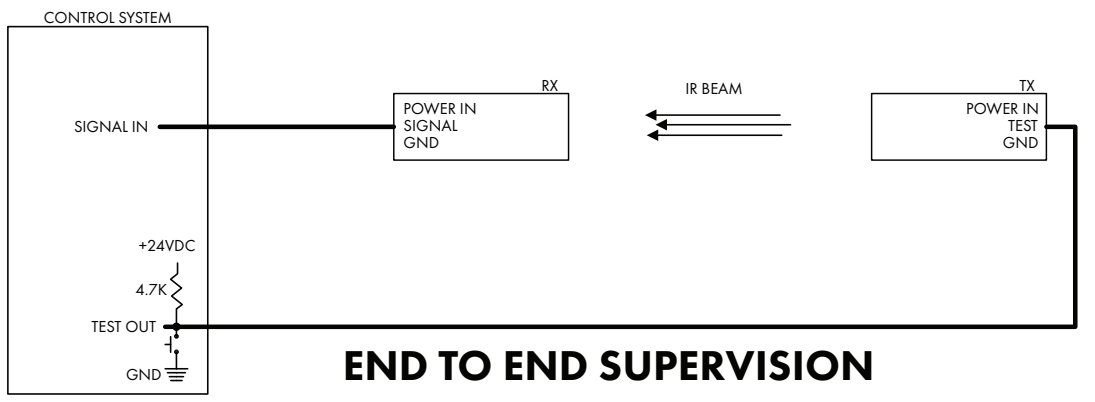 CONTROL SYSTEM
SIGNAL IN
RX
POWER IN
SIGNAL
GND
IR BEAM
TX
POWER IN
TEST
GND
+24VDC
4.7K
TEST OUT
GND
END TO END SUPERVISION